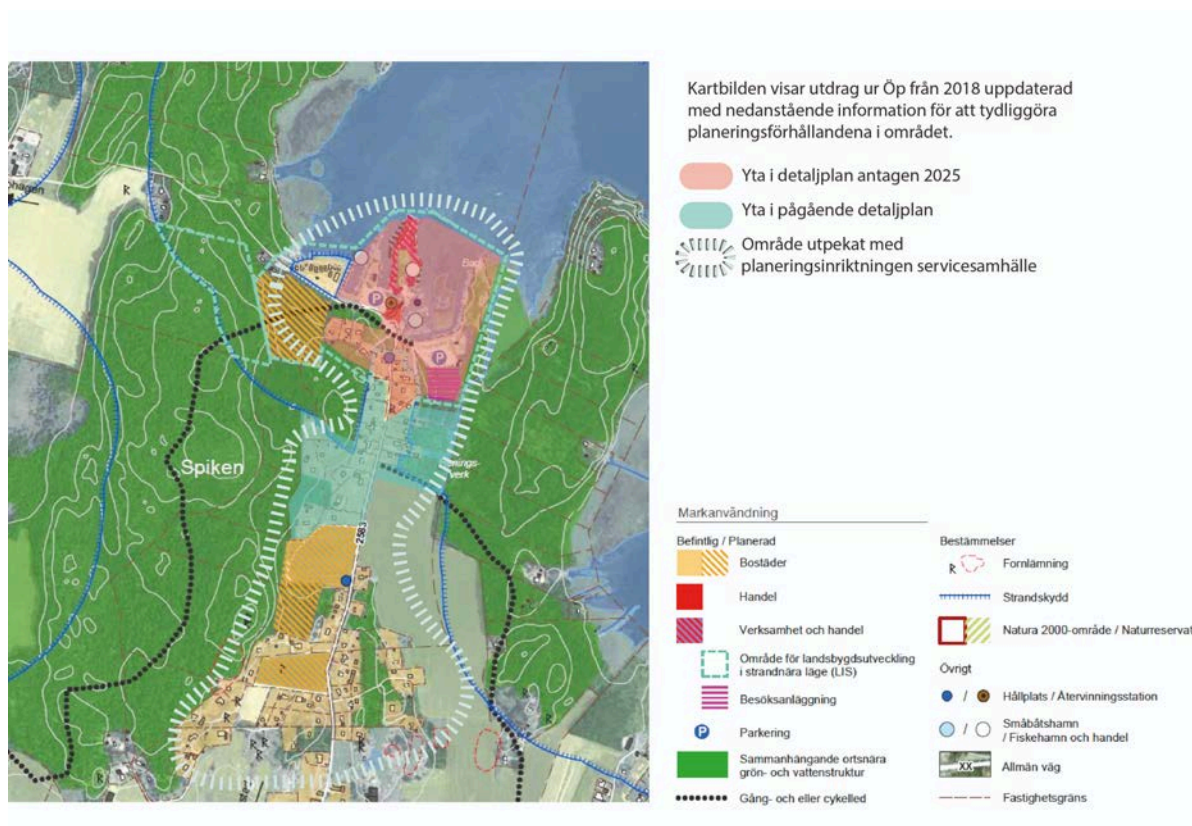 Kartbilden visar utdrag ur Öp från 2018 uppdaterad
med nedanstående information för att tydliggöra
planeringsförhållandena i området.
Yta i detaljplan antagen 2025
Yta i pågående detaljplan
Område utpekat med
planeringsinriktningen servicesamhälle
R
P
P
Spiken
2583
R
R
R
Markanvändning
Befintlig / Planerad
Bostäder
Handel
Verksamhet och handel
Område för landsbygdsutveckling
i strandnära läge (LIS)
Besöksanläggning
P
Parkering
Sammanhängande ortsnära
grön- och vattenstruktur
Gång- och eller cykelled
Bestämmelser
R
Fornlämning
Strandskydd
Natura 2000-område / Naturreservat
Övrigt
/
Hållplats / Återvinningsstation
/
Småbåtshamn
/ Fiskehamn och handel
XX
Allmän väg
Fastighetsgräns